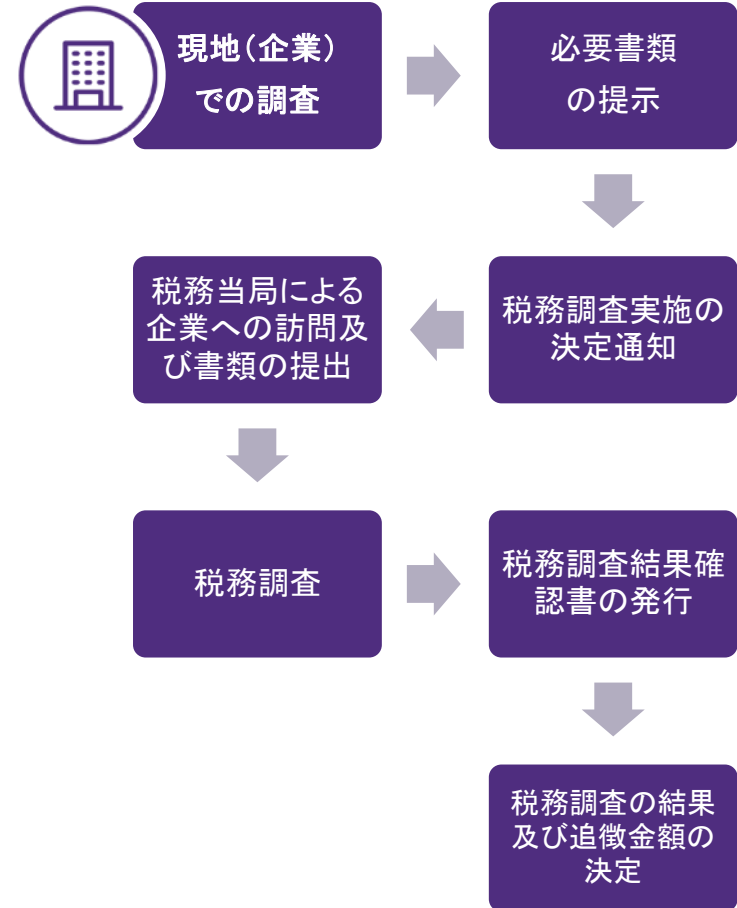 現地（企業）
での調査
必要書類
の提示
税務調査実施の
決定通知
税務当局による
企業への訪問及
び書類の提出
税務調査
税務調査結果確
認書の発行
税務調査の結果
及び追徴金額の
決定